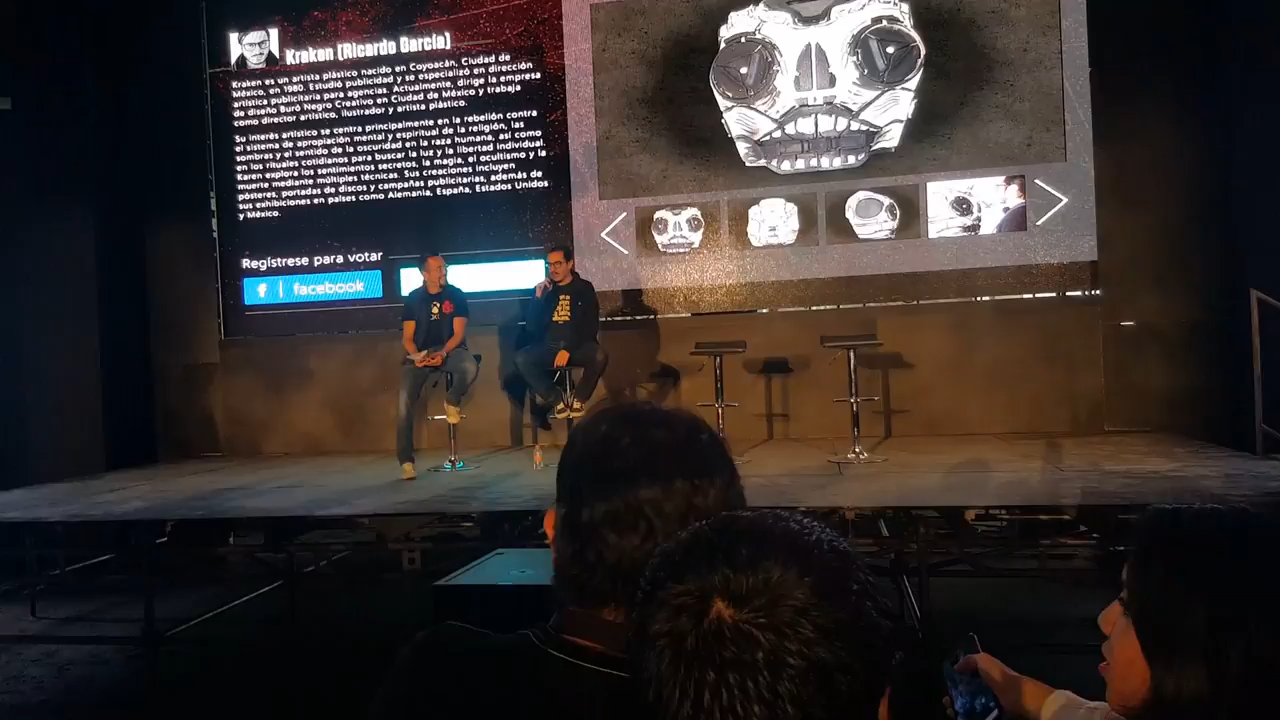 Kraken (Ricardo García)
Kraken es un artista plástico nacido en Coyoacán, Ciudad de
México, en 1980. Estudió publicidad y se especializó en dirección
artística publicitaria para agencias. Actualmente, dirige la empresa
de diseño Buró Negro Creativo en Ciudad de México y trabaja
como director artístico, ilustrador y artista plástico.
Su interés artístico se centra principalmente en la rebelión contra
el sistema de apropiación mental y espiritual de la religión, las
sombras y el sentido de la oscuridad en la raza humana, así como
en los rituales cotidianos para buscar la luz y la libertad individual.
Karen explora los sentimientos secretos, la magia, el ocultismo y la
muerte mediante múltiples técnicas. Sus creaciones incluyen
pósteres, portadas de discos y campañas publicitarias, además de
sus exhibiciones en países como Alemania, España, Estados Unidos
y México.
Regístrese para votar
f | facebook